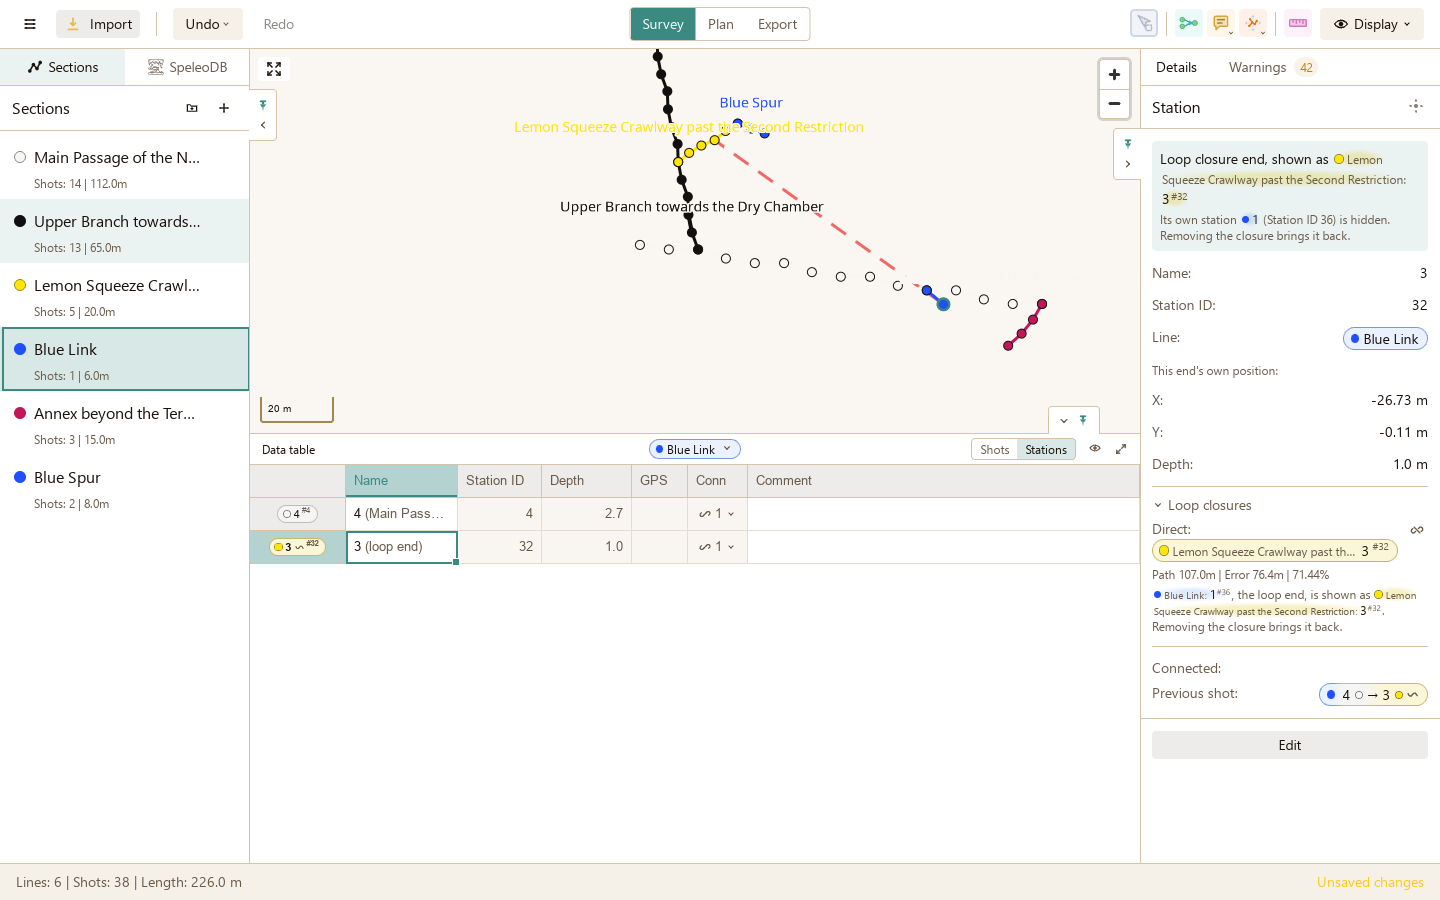 Import
Undo
Redo
Survey
Plan
Export
Display
Sections
SpeleoDB
Sections
Main Passage of the N...
Shots: 14 | 112.0m
Upper Branch towards...
Shots: 13 | 65.0m
Lemon Squeeze Crawl...
Shots: 5 | 20.0m
Blue Link
Shots: 1 | 6.0m
Annex beyond the Ter...
Shots: 3 | 15.0m
Blue Spur
Shots: 2 | 8.0m
Blue Spur
Lemon Squeeze Crawlway past the Second Restriction
Upper Branch towards the Dry Chamber
20 m
Data table
Blue Link
Shots
Stations
Name Station ID Depth GPS Conn Comment
4 #4 4 (Main Pass... 4 2.7 1
3 #32 3 (loop end) 32 1.0 1
Details
Warnings 42
Station
Loop closure end, shown as Lemon
Squeeze Crawlway past the Second Restriction:
3 #32
Its own station 1 (Station ID 36) is hidden.
Removing the closure brings it back.
Name: 3
Station ID: 32
Line: Blue Link
This end's own position:
X: -26.73 m
Y: -0.11 m
Depth: 1.0 m
Loop closures
Direct:
Lemon Squeeze Crawlway past th... 3 #32
Path 107.0m | Error 76.4m | 71.44%
Blue Link: 1 #36, the loop end, is shown as Lemon
Squeeze Crawlway past the Second Restriction: 3 #32.
Removing the closure brings it back.
Connected:
Previous shot: 4 → 3
Edit
Lines: 6 | Shots: 38 | Length: 226.0 m
Unsaved changes